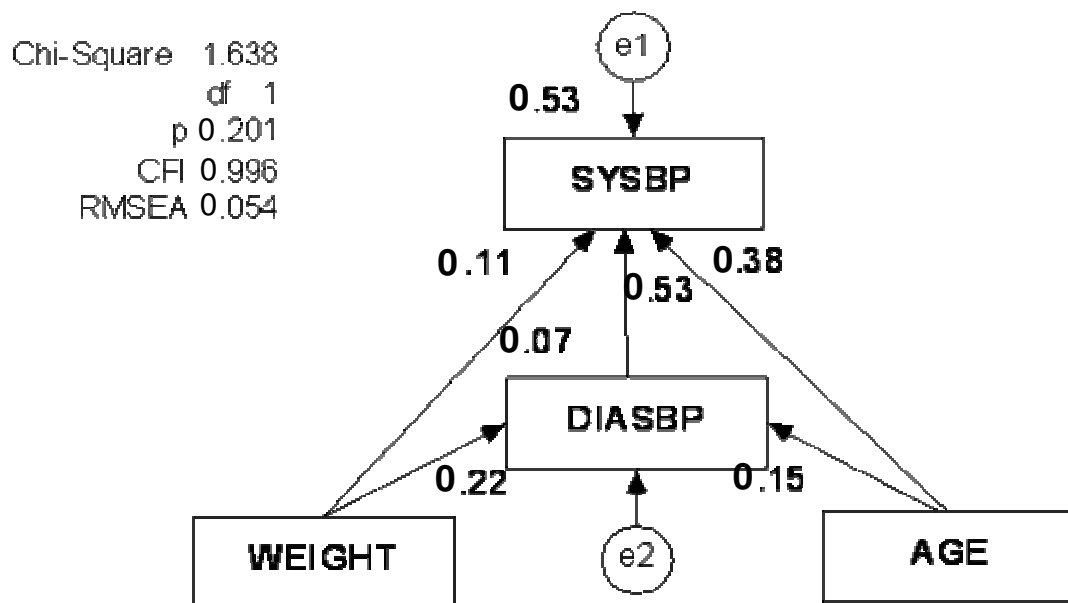 Chi-Square 1.638
df 1
p 0.201
CFI 0.996
RMSEA 0.054
e1
0.53
SYSBP
0.11
0.53
0.38
0.07
DIASBP
0.22
0.15
WEIGHT
e2
AGE